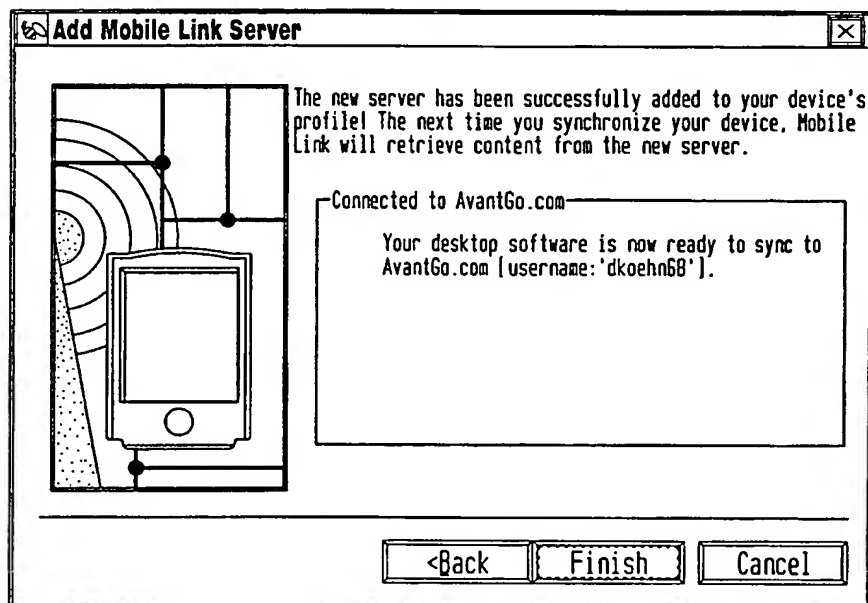 Add Mobile Link Server
The new server has been successfully added to your device's
profile! The next time you synchronize your device, Mobile
Link will retrieve content from the new server.
Connected to AvantGo.com
Your desktop software is now ready to sync to
AvantGo.com [username:'dkoehn68'].
<Back Finish Cancel